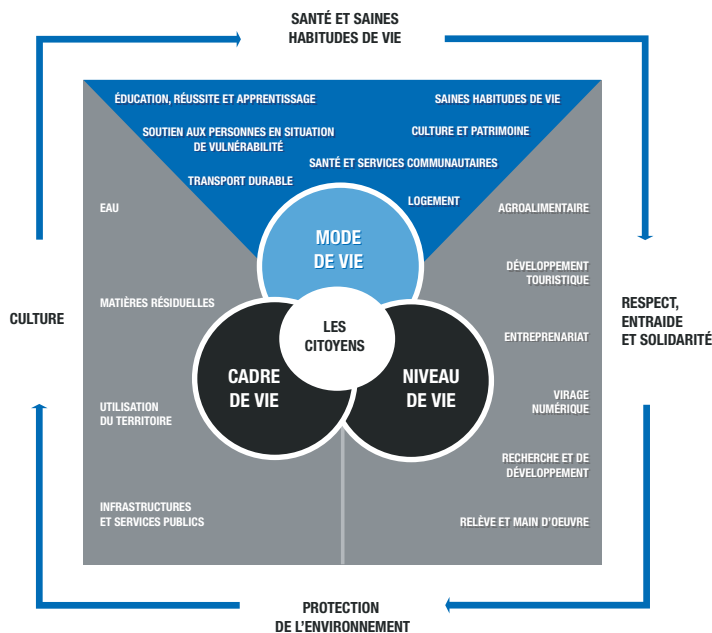 SANTÉ ET SAINES
HABITUDES DE VIE
ÉDUCATION, RÉUSSITE ET APPRENTISSAGE
SAINES HABITUDES DE VIE
SOUTIEN AUX PERSONNES EN SITUATION
DE VULNÉRABILITÉ
CULTURE ET PATRIMOINE
SANTÉ ET SERVICES COMMUNAUTAIRES
TRANSPORT DURABLE
LOGEMENT
EAU
AGROALIMENTAIRE
MODE
DE VIE
DÉVELOPPEMENT
TOURISTIQUE
MATIÈRES RÉSIDUELLES
CULTURE
RESPECT,
ENTRAIDE
ET SOLIDARITÉ
LES
CITOYENS
ENTREPRENARIAT
CADRE
DE VIE
NIVEAU
DE VIE
VIRAGE
NUMÉRIQUE
UTILISATION
DU TERRITOIRE
RECHERCHE ET DE
DÉVELOPPEMENT
INFRASTRUCTURES
ET SERVICES PUBLICS
RELÈVE ET MAIN D'OEUVRE
PROTECTION
DE L'ENVIRONNEMENT